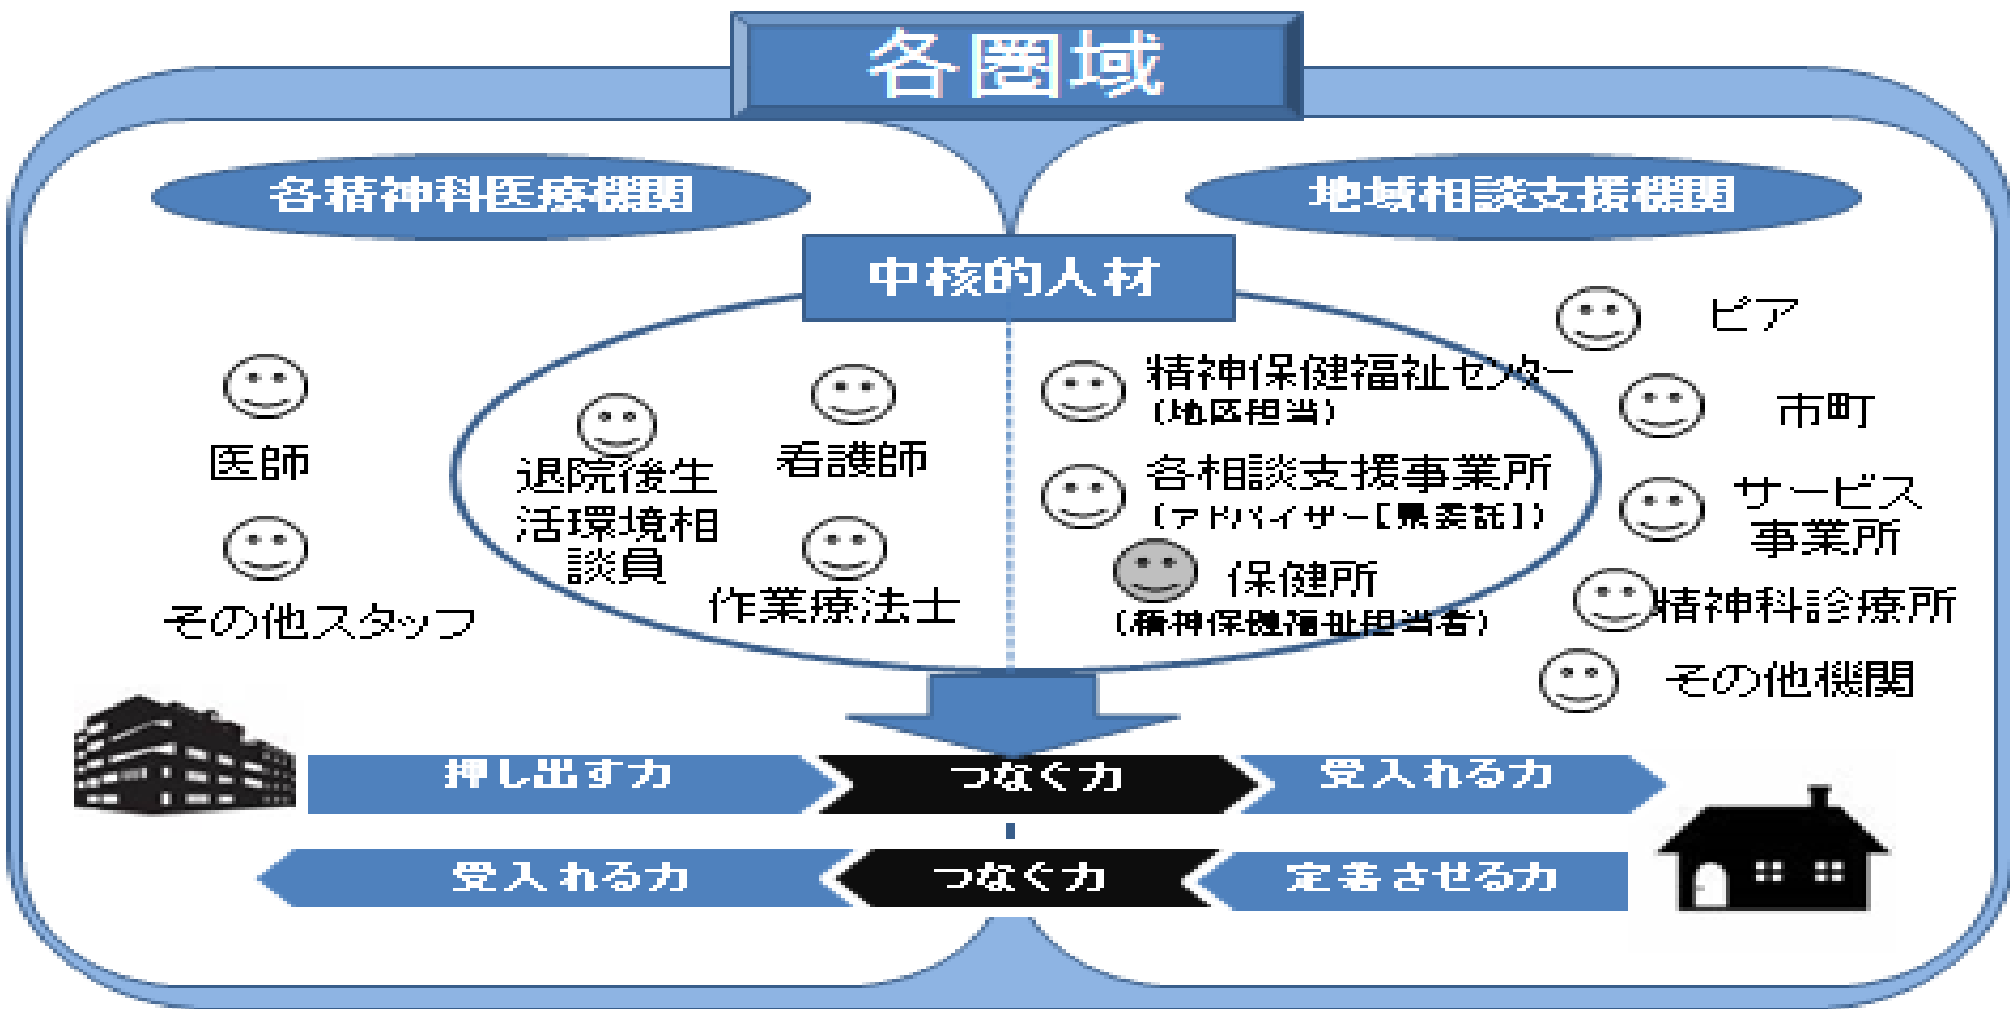 各圏域
各精神科医療機関
地域相談支援機関
中核的人材
医師
その他スタッフ
退院後生
活環境相
談員
看護師
作業療法士
精神保健福祉センター
(地区担当)
各相談支援事業所
(アドバイザー[県委託])
保健所
(精神保健福祉担当者)
ピア
市町
サービス
事業所
精神科診療所
その他機関
押し出す力
つなぐ力
受入れる力
受入れる力
つなぐ力
定着させる力